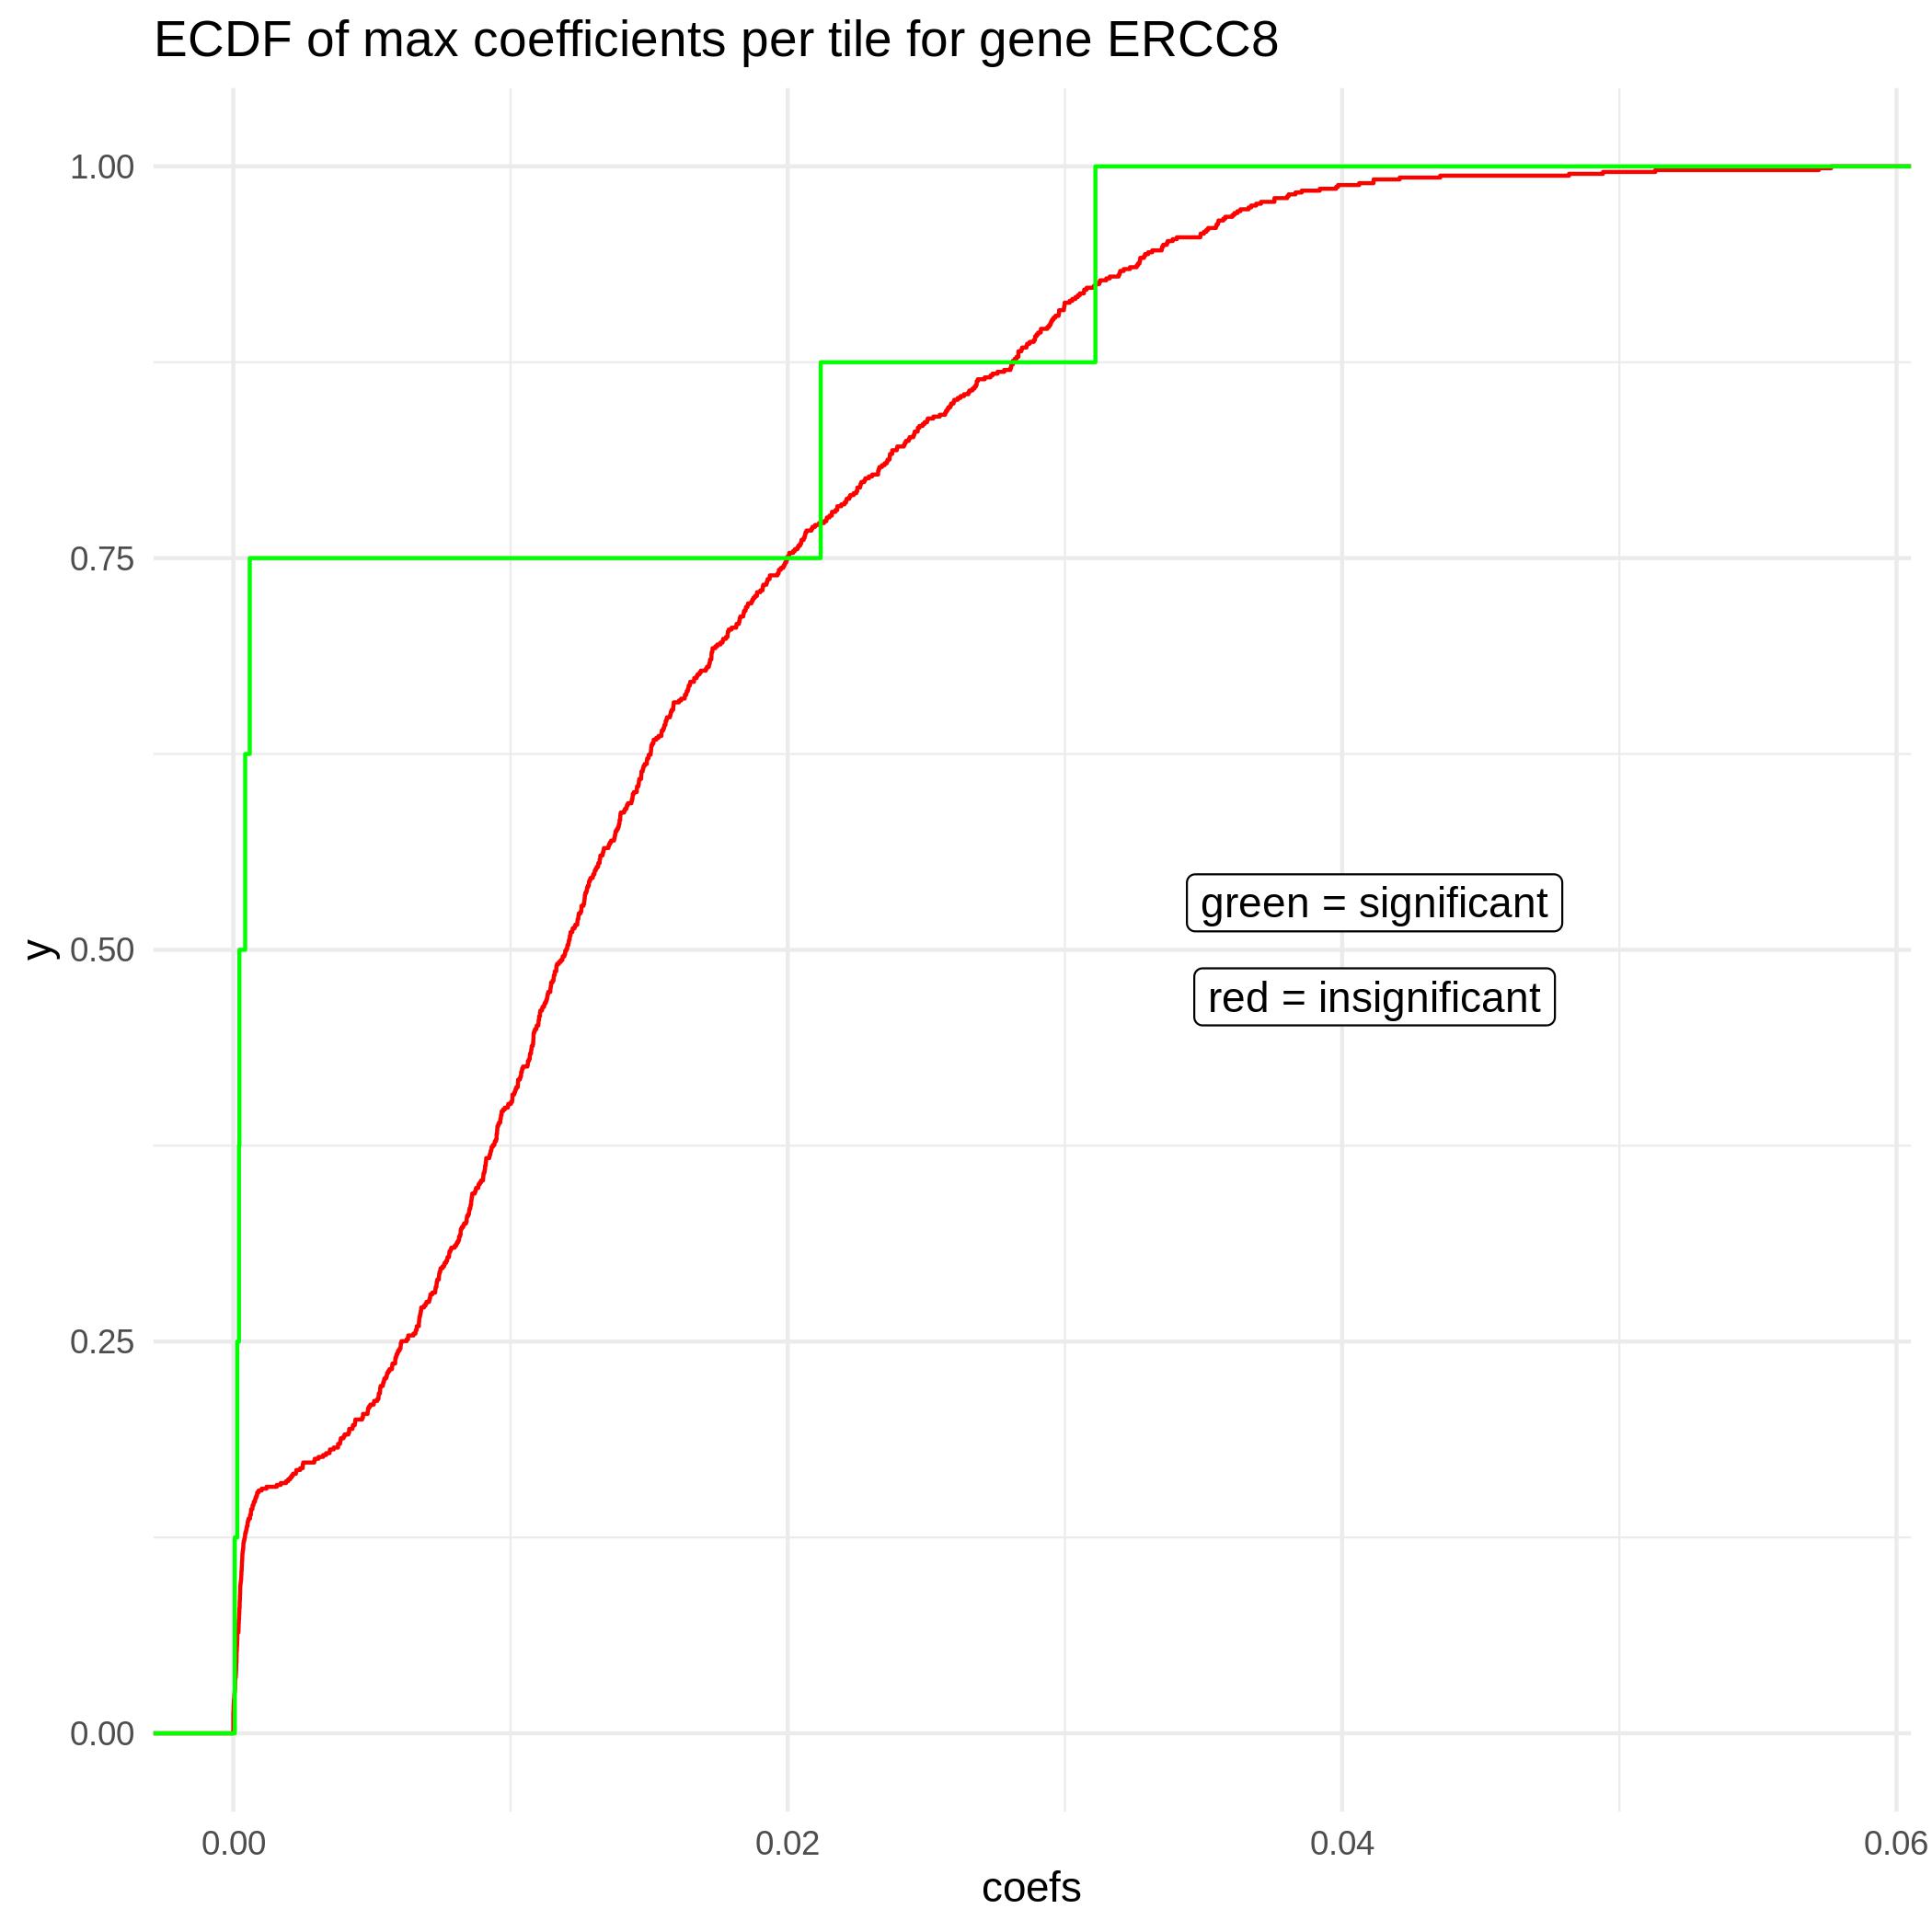 ECDF of max coefficients per tile for gene ERCC8
1.00
0.75
0.50
0.25
0.00
y
green = significant
red = insignificant
0.00 0.02 0.04 0.06
coefs